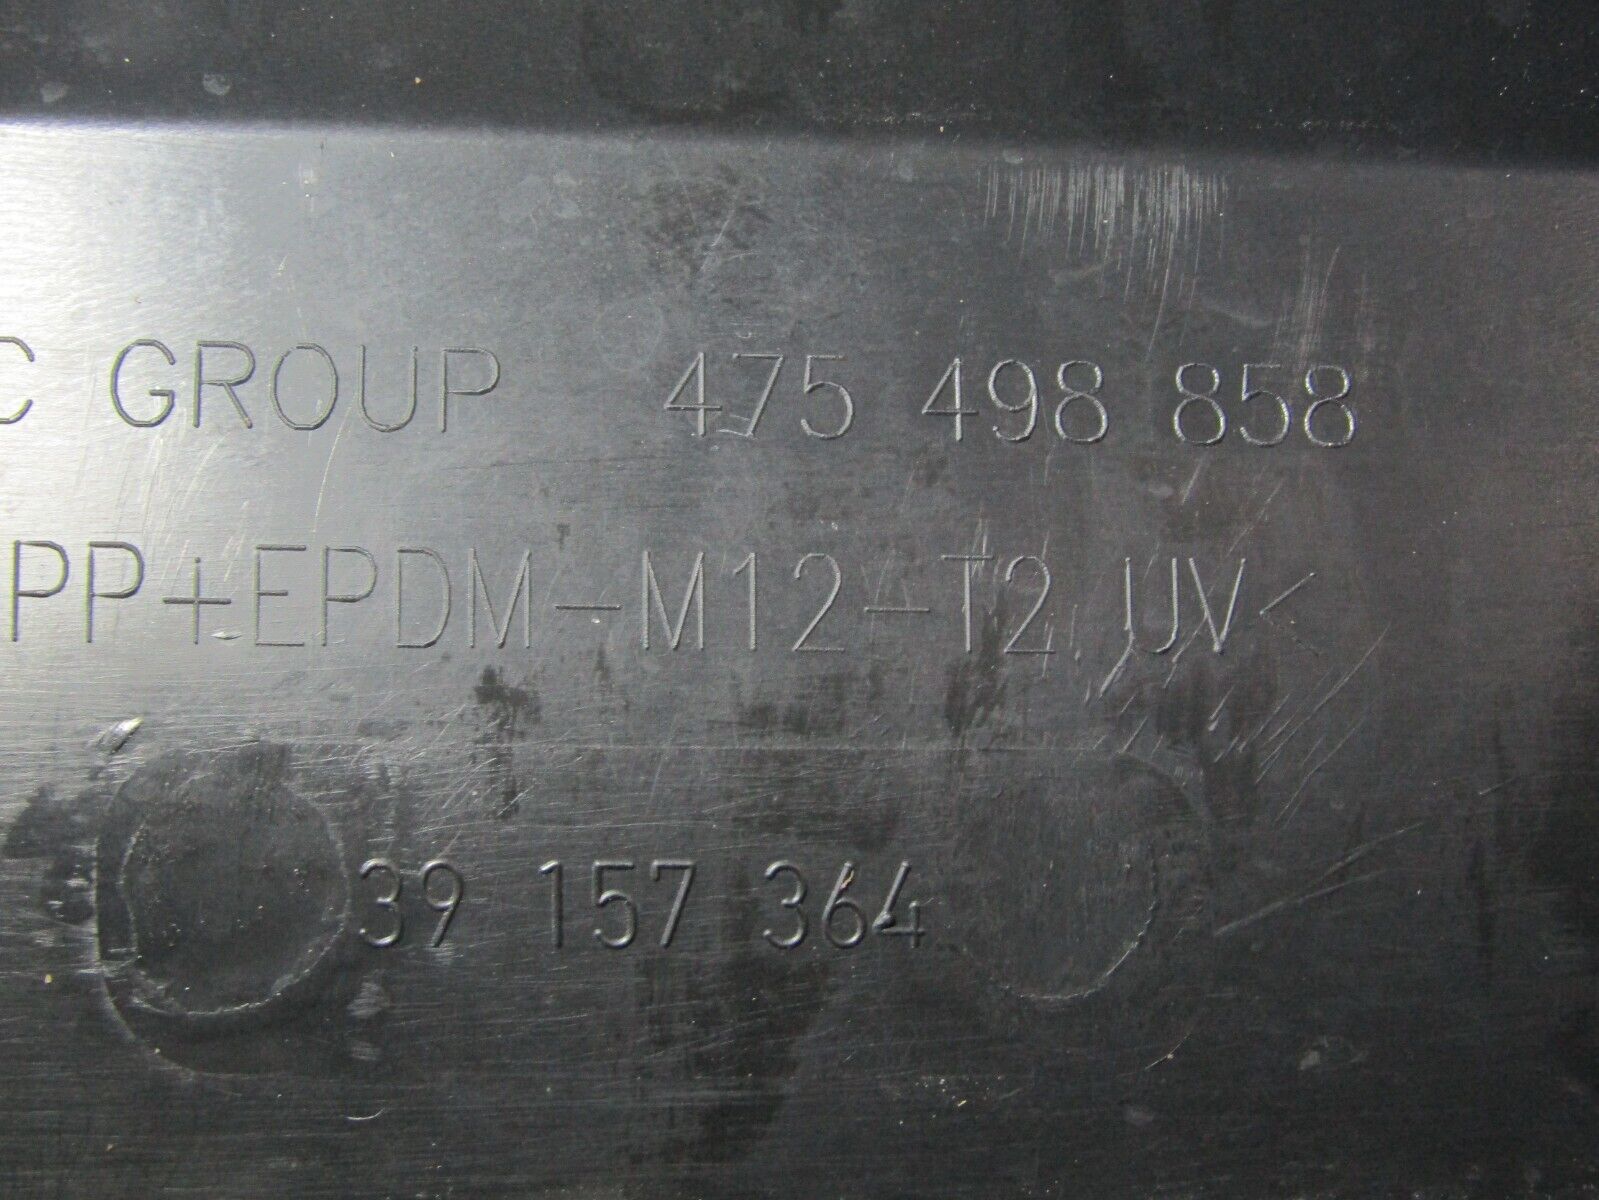 C GROUP 475 498 858
PP+EPDM-M12-T2 UV<
39 157 364